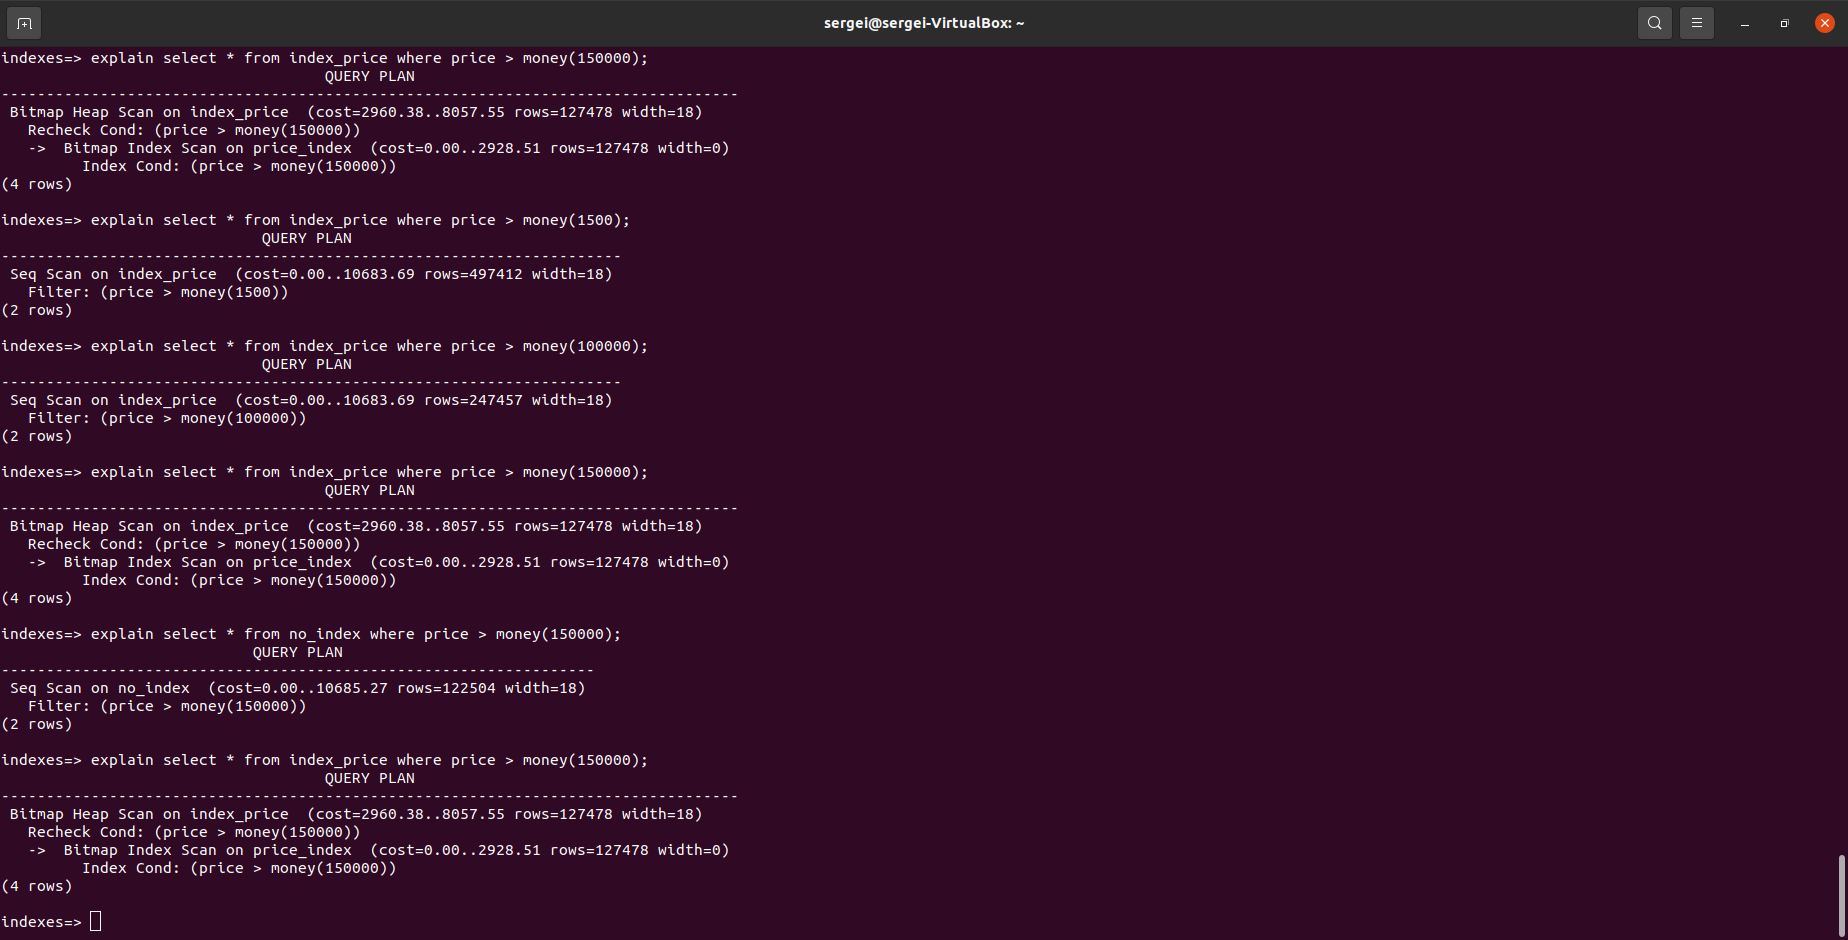 sergei@sergei-VirtualBox: ~
indexes=> explain select * from index_price where price > money(150000);
                                    QUERY PLAN
----------------------------------------------------------------------------------
 Bitmap Heap Scan on index_price  (cost=2960.38..8057.55 rows=127478 width=18)
   Recheck Cond: (price > money(150000))
   ->  Bitmap Index Scan on price_index  (cost=0.00..2928.51 rows=127478 width=0)
         Index Cond: (price > money(150000))
(4 rows)
indexes=> explain select * from index_price where price > money(1500);
                             QUERY PLAN
---------------------------------------------------------------------
 Seq Scan on index_price  (cost=0.00..10683.69 rows=497412 width=18)
   Filter: (price > money(1500))
(2 rows)
indexes=> explain select * from index_price where price > money(100000);
                             QUERY PLAN
---------------------------------------------------------------------
 Seq Scan on index_price  (cost=0.00..10683.69 rows=247457 width=18)
   Filter: (price > money(100000))
(2 rows)
indexes=> explain select * from index_price where price > money(150000);
                                    QUERY PLAN
----------------------------------------------------------------------------------
 Bitmap Heap Scan on index_price  (cost=2960.38..8057.55 rows=127478 width=18)
   Recheck Cond: (price > money(150000))
   ->  Bitmap Index Scan on price_index  (cost=0.00..2928.51 rows=127478 width=0)
         Index Cond: (price > money(150000))
(4 rows)
indexes=> explain select * from no_index where price > money(150000);
                            QUERY PLAN
------------------------------------------------------------------
 Seq Scan on no_index  (cost=0.00..10685.27 rows=122504 width=18)
   Filter: (price > money(150000))
(2 rows)
indexes=> explain select * from index_price where price > money(150000);
                                    QUERY PLAN
----------------------------------------------------------------------------------
 Bitmap Heap Scan on index_price  (cost=2960.38..8057.55 rows=127478 width=18)
   Recheck Cond: (price > money(150000))
   ->  Bitmap Index Scan on price_index  (cost=0.00..2928.51 rows=127478 width=0)
         Index Cond: (price > money(150000))
(4 rows)
indexes=>